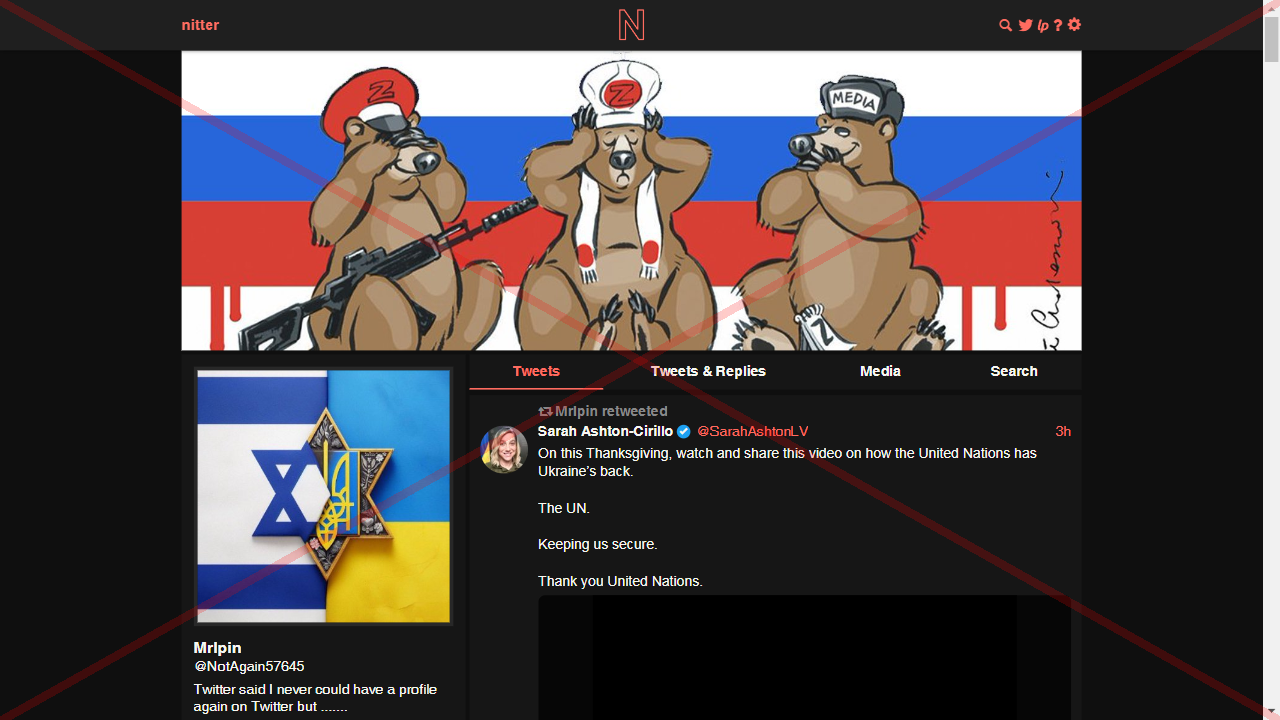 nitter
N
lp ?
Z
Z
MEDIA
Z
Tweets
Tweets & Replies
Media
Search
Mrlpin retweeted
Sarah Ashton-Cirillo @SarahAshtonLV 3h
On this Thanksgiving, watch and share this video on how the United Nations has
Ukraine's back.
The UN.
Keeping us secure.
Thank you United Nations.
Mrlpin
@NotAgain57645
Twitter said I never could have a profile
again on Twitter but .......